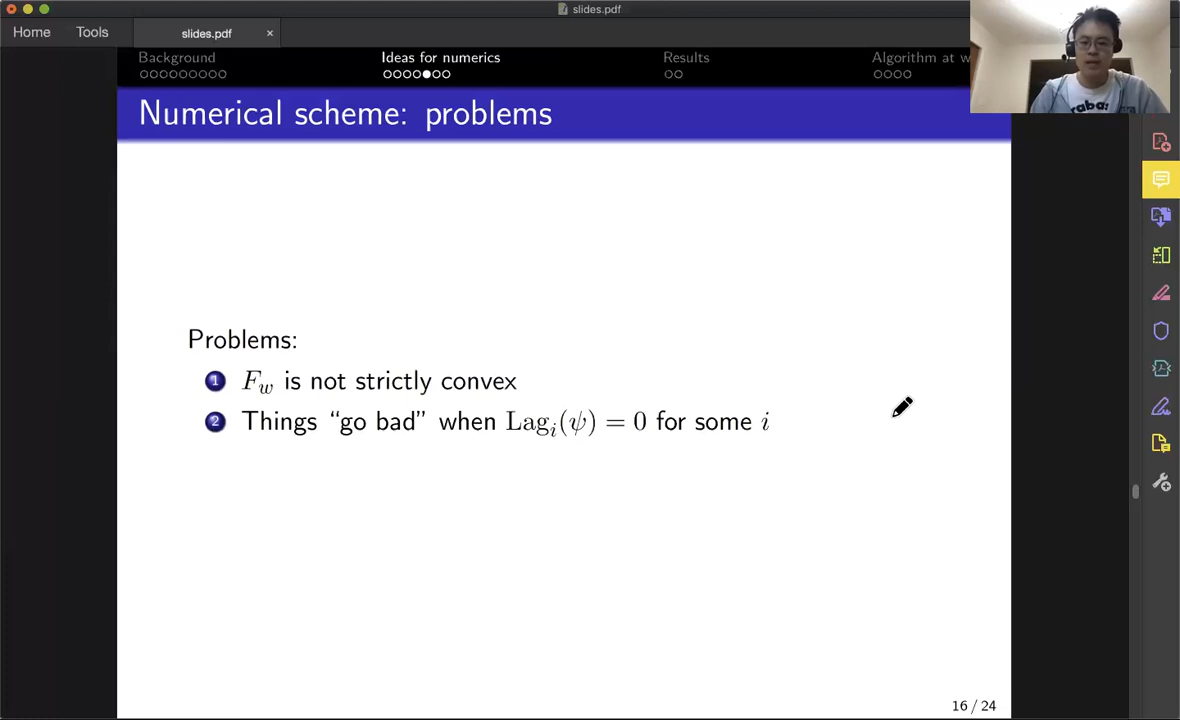 slides.pdf
Home Tools slides.pdf ×
Background Ideas for numerics Results Algorithm at w
Numerical scheme: problems
raba
Problems:
1 F_w is not strictly convex
2 Things “go bad” when Lag_i(ψ) = 0 for some i
16 / 24